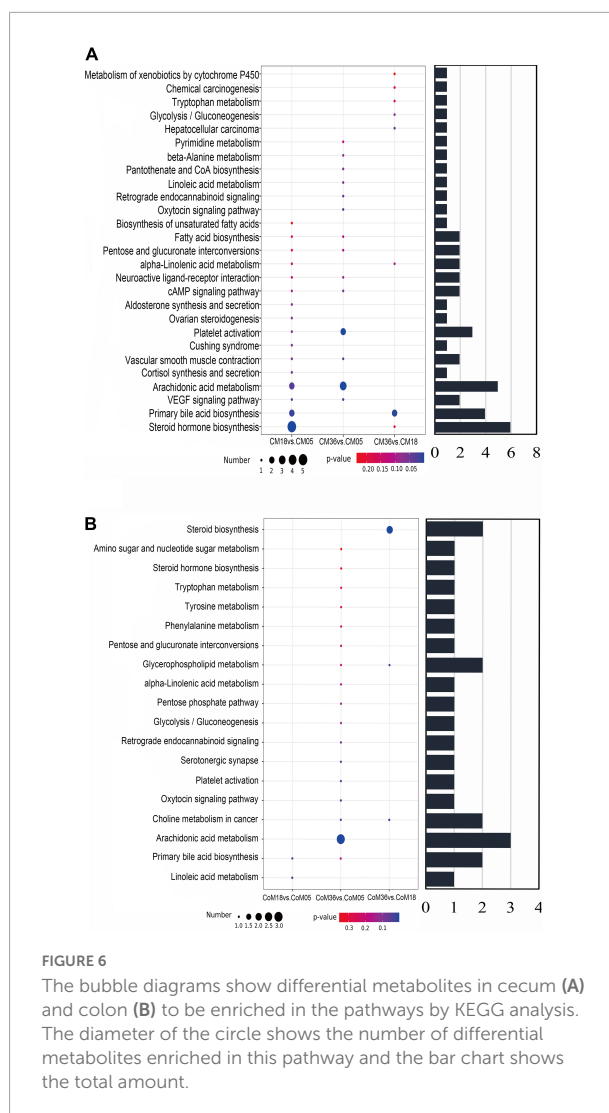 A
Metabolism of xenobiotics by cytochrome P450
Chemical carcinogenesis
Tryptophan metabolism
Glycolysis / Gluconeogenesis
Hepatocellular carcinoma
Pyrimidine metabolism
beta-Alanine metabolism
Pantothenate and CoA biosynthesis
Linoleic acid metabolism
Retrograde endocannabinoid signaling
Oxytocin signaling pathway
Biosynthesis of unsaturated fatty acids
Fatty acid biosynthesis
Pentose and glucuronate interconversions
alpha-Linolenic acid metabolism
Neuroactive ligand-receptor interaction
cAMP signaling pathway
Aldosterone synthesis and secretion
Ovarian steroidogenesis
Platelet activation
Cushing syndrome
Vascular smooth muscle contraction
Cortisol synthesis and secretion
Arachidonic acid metabolism
VEGF signaling pathway
Primary bile acid biosynthesis
Steroid hormone biosynthesis
CM18vs.CM05 CM36vs.CM05 CM36vs.CM18
0 2 4 6 8
Number 1 2 3 4 5
p-value 0.20 0.15 0.10 0.05
B
Steroid biosynthesis
Amino sugar and nucleotide sugar metabolism
Steroid hormone biosynthesis
Tryptophan metabolism
Tyrosine metabolism
Phenylalanine metabolism
Pentose and glucuronate interconversions
Glycerophospholipid metabolism
alpha-Linolenic acid metabolism
Pentose phosphate pathway
Glycolysis / Gluconeogenesis
Retrograde endocannabinoid signaling
Serotonergic synapse
Platelet activation
Oxytocin signaling pathway
Choline metabolism in cancer
Arachidonic acid metabolism
Primary bile acid biosynthesis
Linoleic acid metabolism
CoM18vs.CoM05 CoM36vs.CoM05 CoM36vs.CoM18
0 1 2 3 4
Number 1.0 1.5 2.0 2.5 3.0
p-value 0.3 0.2 0.1
FIGURE 6
The bubble diagrams show differential metabolites in cecum (A)
and colon (B) to be enriched in the pathways by KEGG analysis.
The diameter of the circle shows the number of differential
metabolites enriched in this pathway and the bar chart shows
the total amount.